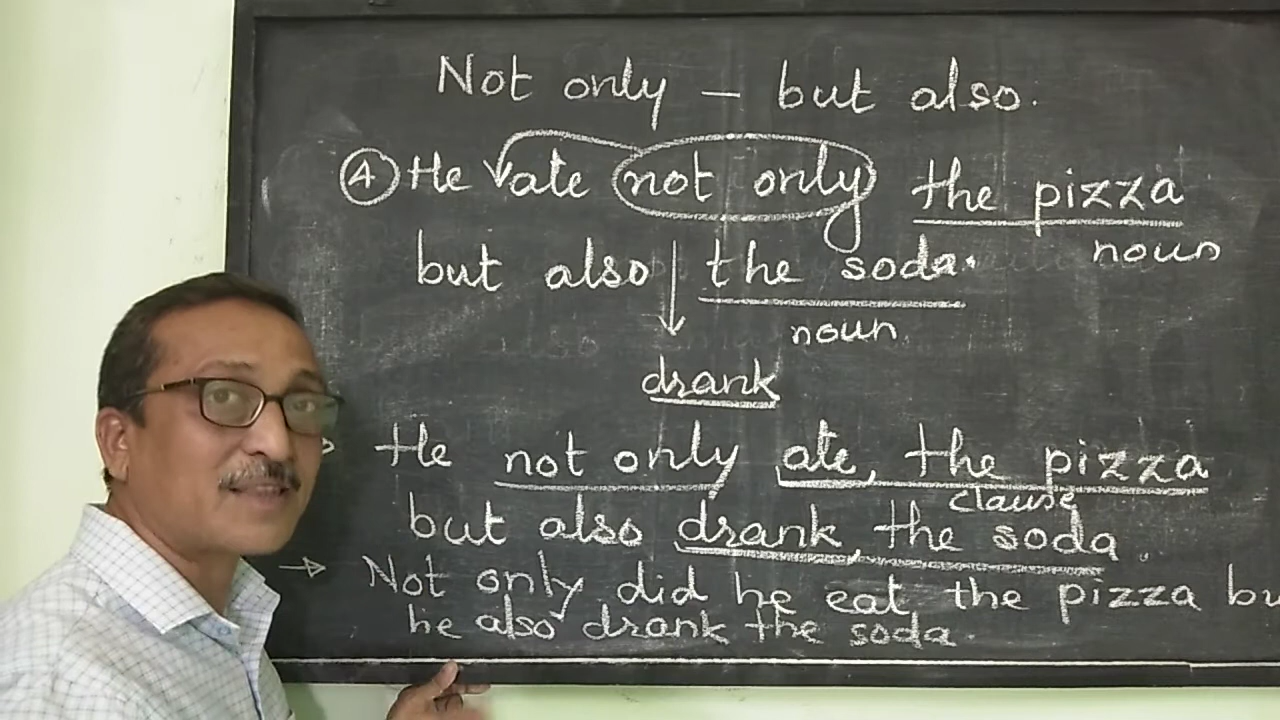 Not only – but also.
④ He ate not only the pizza
noun
but also the soda.
noun
drank
He not only ate, the pizza
clause
but also drank, the soda.
→ Not only did he eat the pizza bu
he also drank the soda.